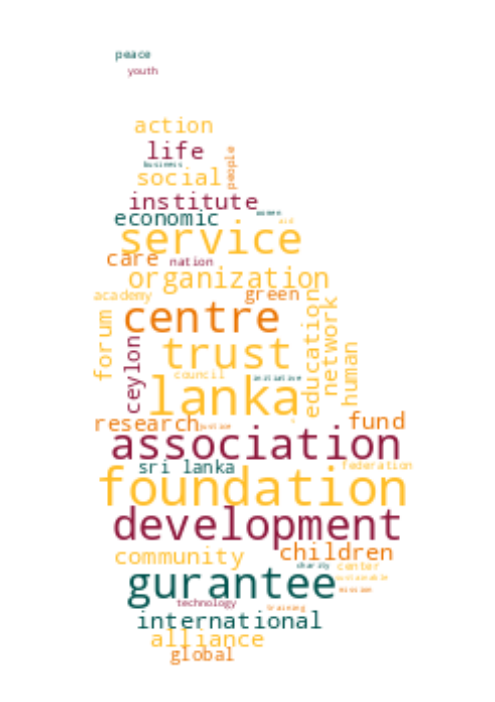 peace
youth
action
life
people
business
social
institute
women
economic
aid
service
care
nation
organization
academy
green
centre
education
network
forum
trust
human
ceylon
council
initiative
lanka
research
justice
fund
association
sri lanka
federation
foundation
development
community
children
charity
center
gurantee
sustainable
mission
technology
training
international
alliance
global